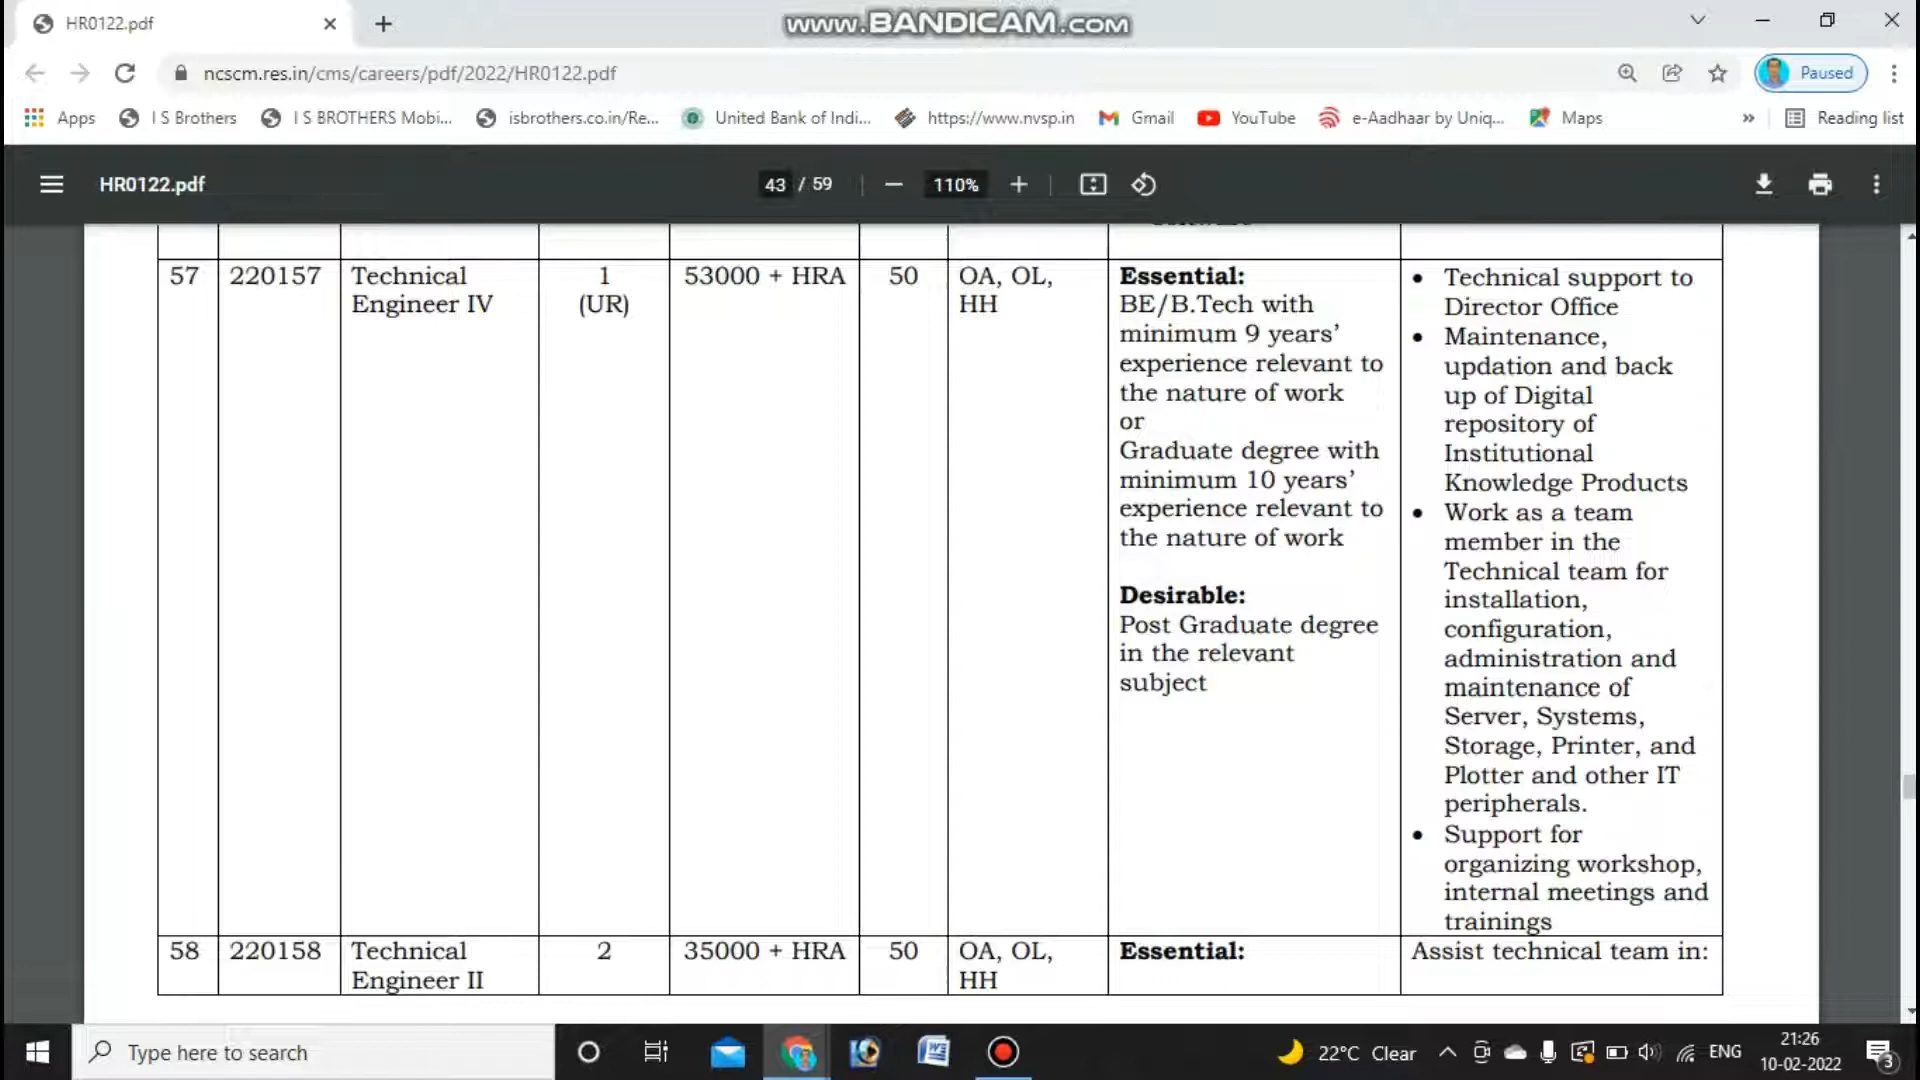 HR0122.pdf
www.BANDICAM.com
ncscm.res.in/cms/careers/pdf/2022/HR0122.pdf
Paused
Apps
I S Brothers
I S BROTHERS Mobi...
isbrothers.co.in/Re...
United Bank of Indi...
https://www.nvsp.in
Gmail
YouTube
e-Aadhaar by Uniq...
Maps
»
Reading list
HR0122.pdf
43 / 59
110%
57
220157
Technical
Engineer IV
1
(UR)
53000 + HRA
50
OA, OL,
HH
Essential:
BE/B.Tech with
minimum 9 years’
experience relevant to
the nature of work
or
Graduate degree with
minimum 10 years’
experience relevant to
the nature of work
Desirable:
Post Graduate degree
in the relevant
subject
• Technical support to
Director Office
• Maintenance,
updation and back
up of Digital
repository of
Institutional
Knowledge Products
• Work as a team
member in the
Technical team for
installation,
configuration,
administration and
maintenance of
Server, Systems,
Storage, Printer, and
Plotter and other IT
peripherals.
• Support for
organizing workshop,
internal meetings and
trainings
58
220158
Technical
Engineer II
2
35000 + HRA
50
OA, OL,
HH
Essential:
Assist technical team in:
Type here to search
22°C Clear
ENG
21:26
10-02-2022
3